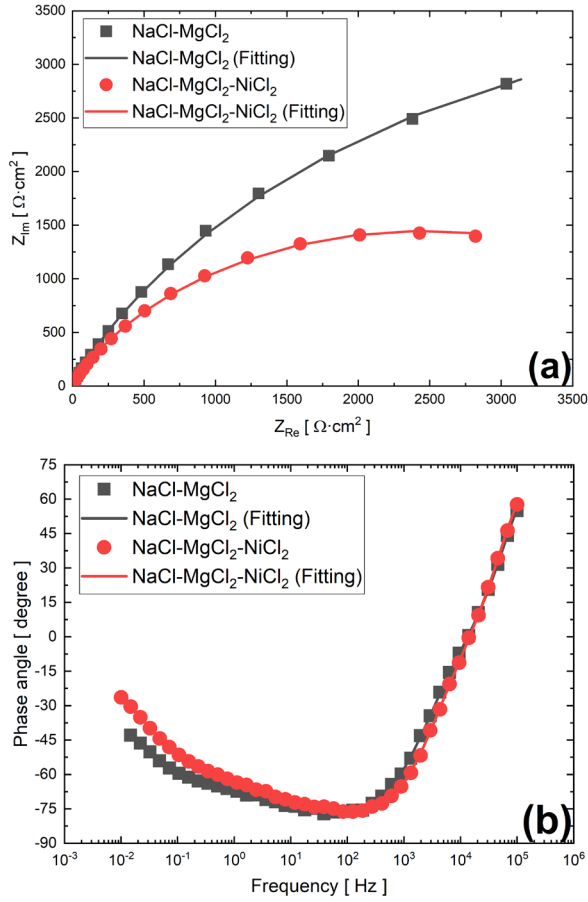 3500
3000
2500
2000
1500
1000
500
0
Z_Im [ Ω·cm²]
NaCl-MgCl₂
NaCl-MgCl₂ (Fitting)
NaCl-MgCl₂-NiCl₂
NaCl-MgCl₂-NiCl₂ (Fitting)
(a)
0 500 1000 1500 2000 2500 3000 3500
Z_Re [ Ω·cm²]
75
60
45
30
15
0
-15
-30
-45
-60
-75
-90
Phase angle [ degree]
NaCl-MgCl₂
NaCl-MgCl₂ (Fitting)
NaCl-MgCl₂-NiCl₂
NaCl-MgCl₂-NiCl₂ (Fitting)
(b)
10⁻³ 10⁻² 10⁻¹ 10⁰ 10¹ 10² 10³ 10⁴ 10⁵ 10⁶
Frequency [ Hz]